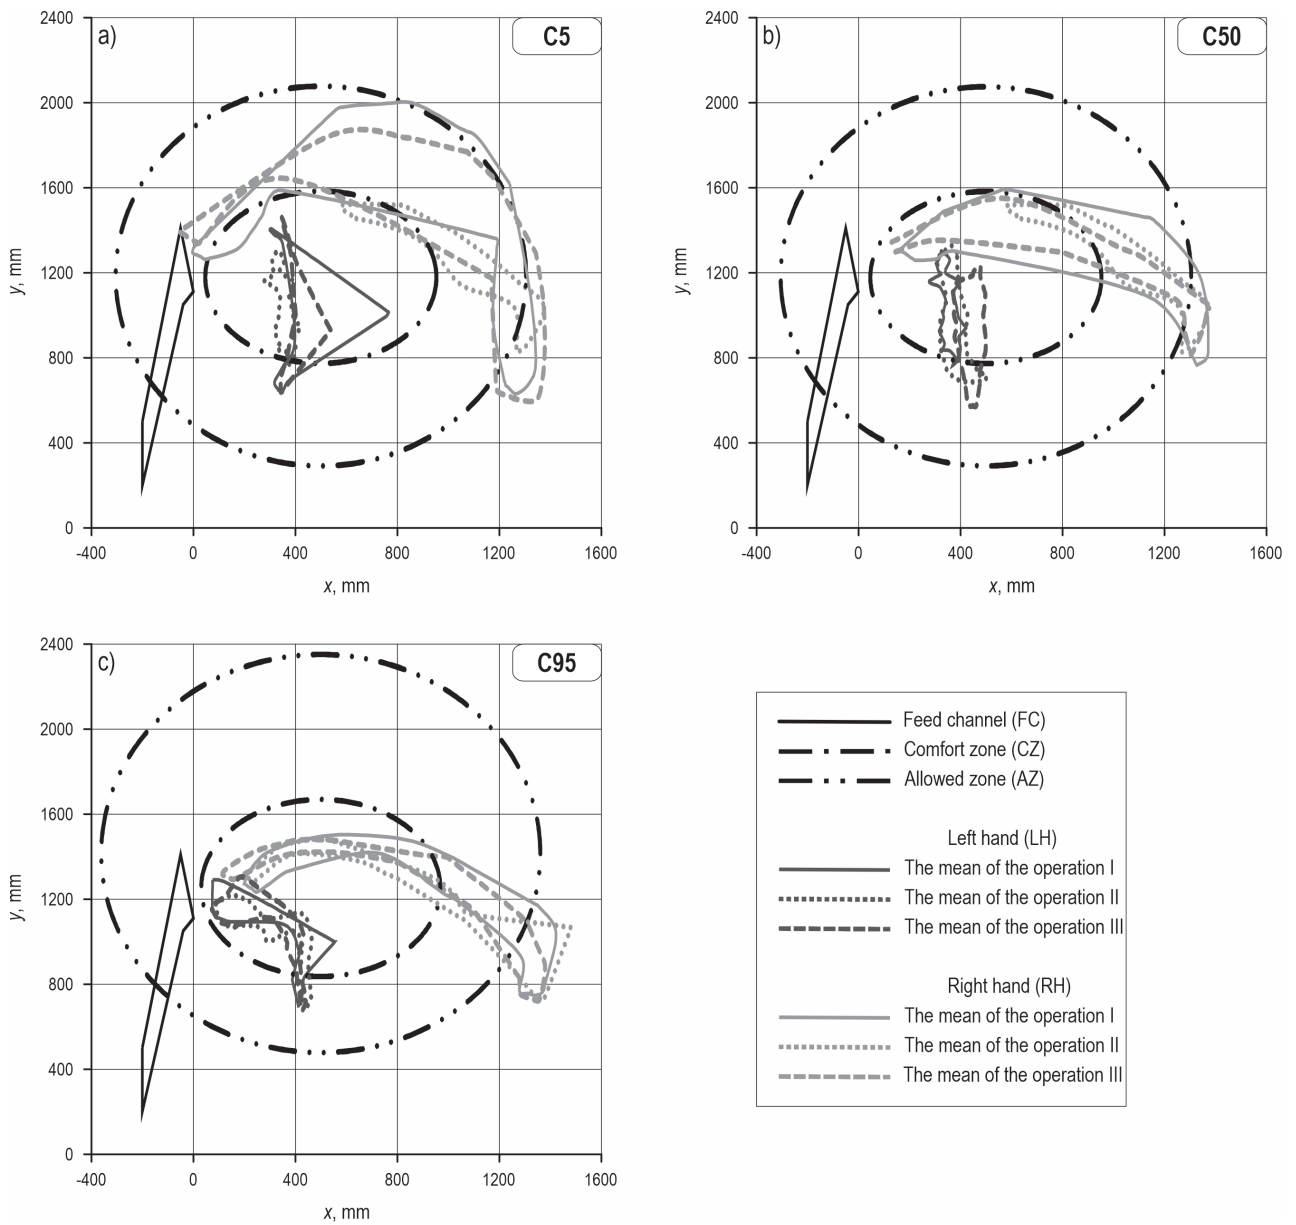 a)
C5
2400
2000
1600
1200
800
400
0
y, mm
-400 0 400 800 1200 1600
x, mm
b)
C50
2400
2000
1600
1200
800
400
0
y, mm
-400 0 400 800 1200 1600
x, mm
c)
C95
2400
2000
1600
1200
800
400
0
y, mm
-400 0 400 800 1200 1600
x, mm
Feed channel (FC)
Comfort zone (CZ)
Allowed zone (AZ)
Left hand (LH)
The mean of the operation I
The mean of the operation II
The mean of the operation III
Right hand (RH)
The mean of the operation I
The mean of the operation II
The mean of the operation III